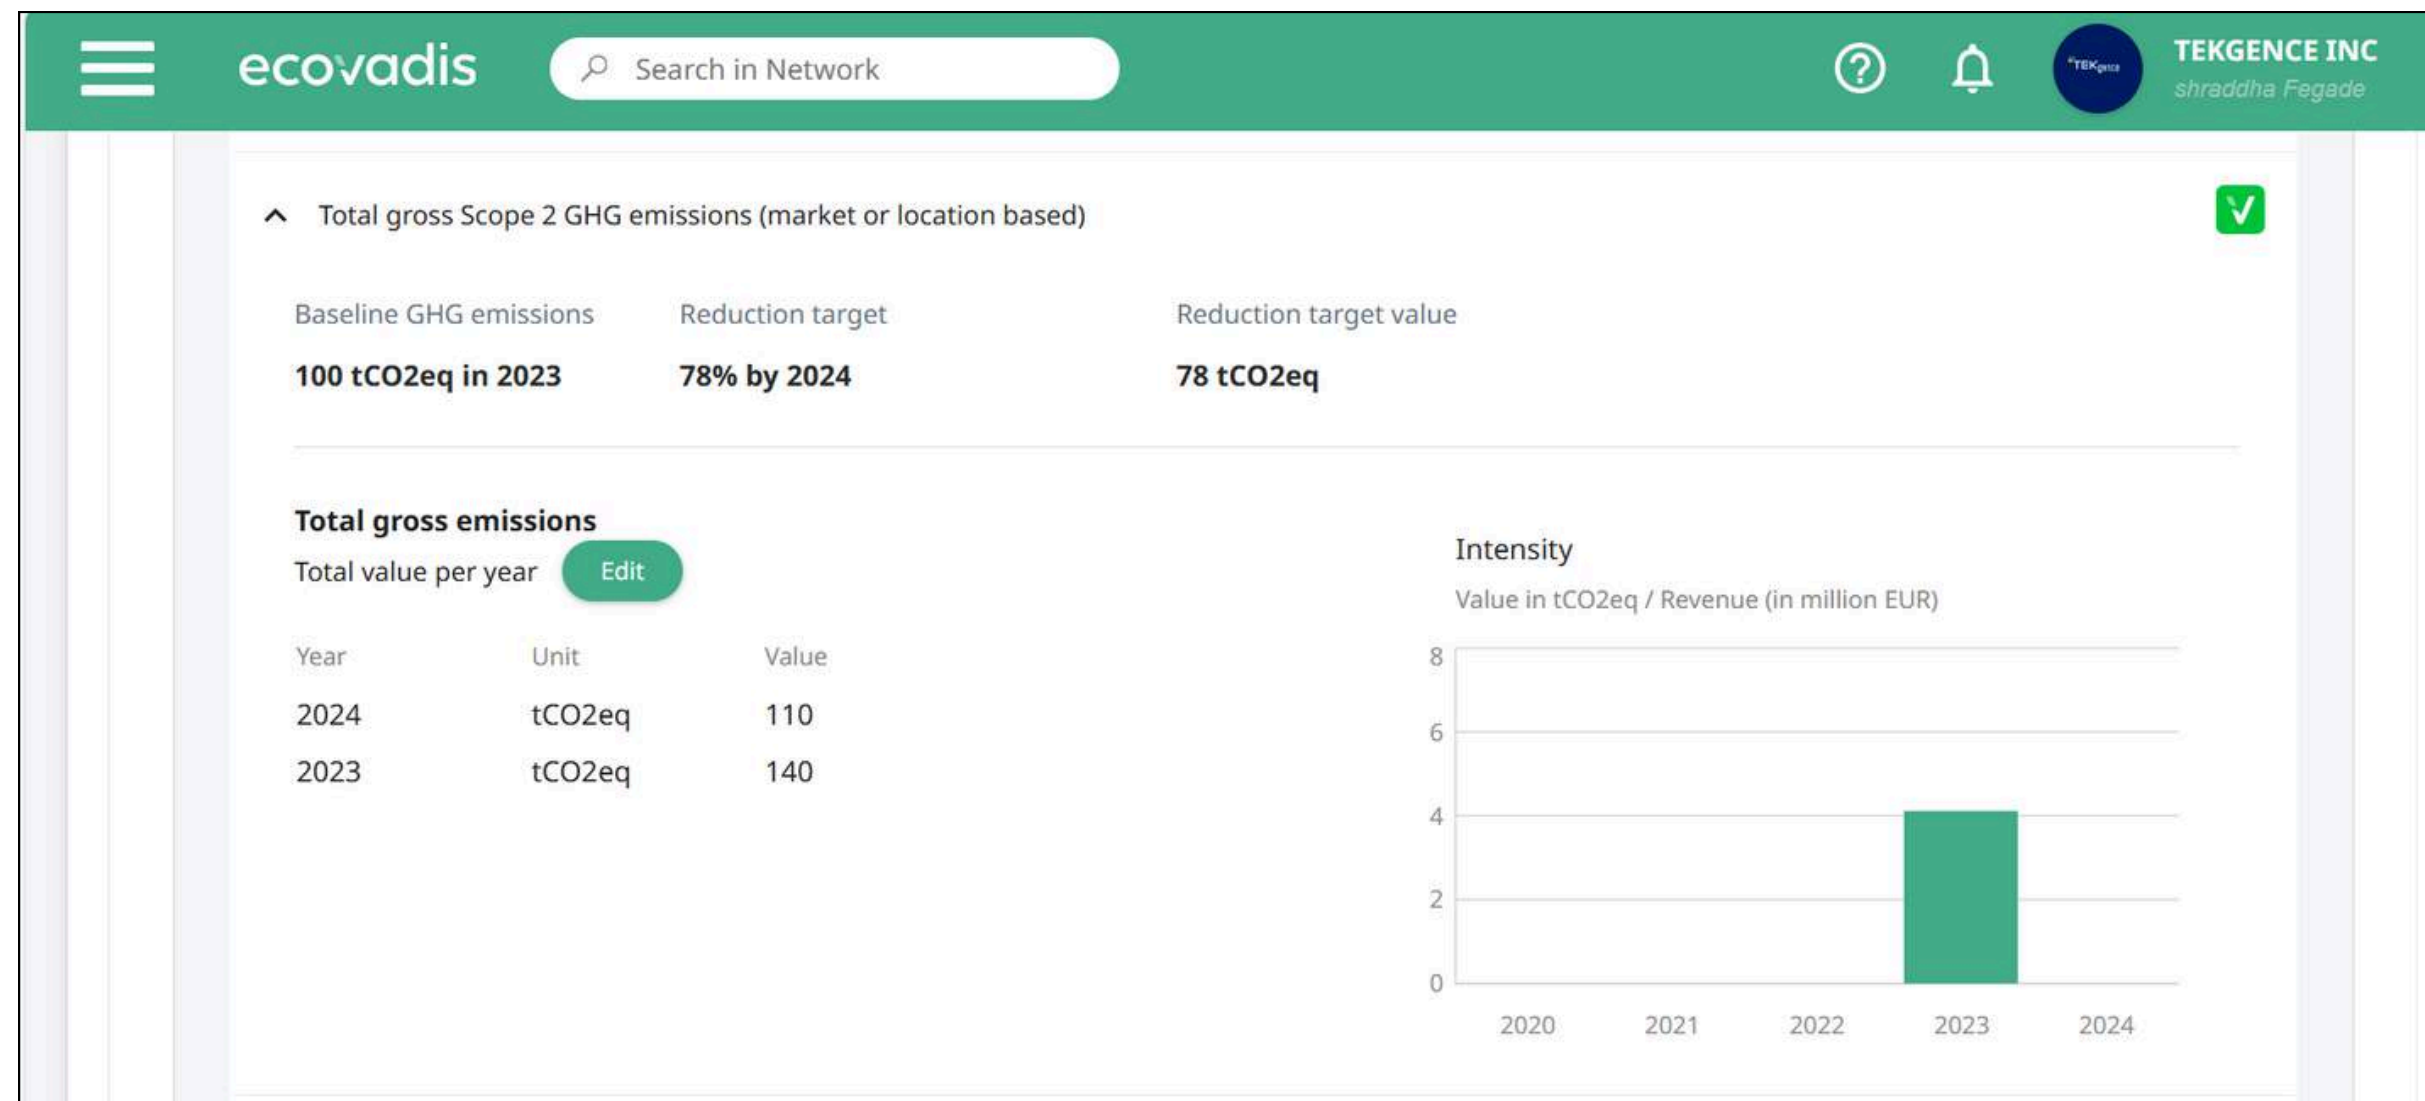 ecovadis
Search in Network
TEKgence
TEKGENCE INC
shraddha Fegade
Total gross Scope 2 GHG emissions (market or location based)
Baseline GHG emissions Reduction target Reduction target value
100 tCO2eq in 2023 78% by 2024 78 tCO2eq
Total gross emissions
Total value per year Edit
Year Unit Value
2024 tCO2eq 110
2023 tCO2eq 140
Intensity
Value in tCO2eq / Revenue (in million EUR)
8
6
4
2
0
2020 2021 2022 2023 2024